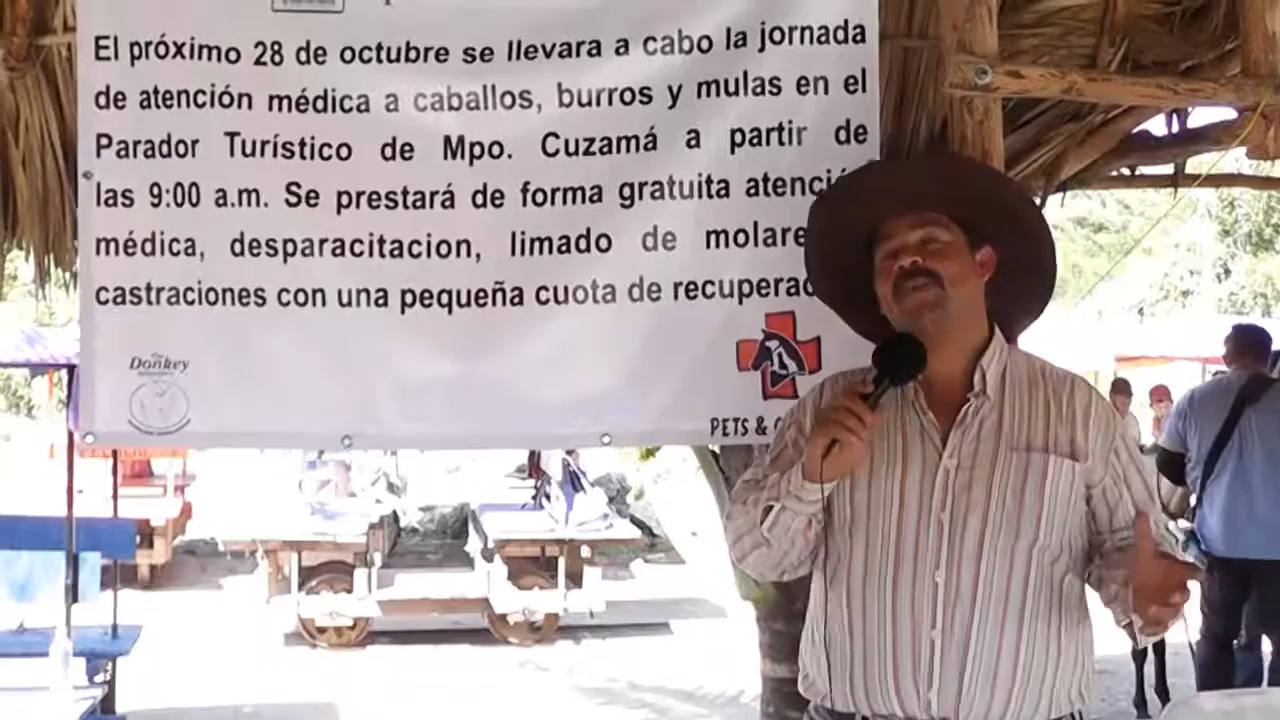 El próximo 28 de octubre se llevara a cabo la jornada
de atención médica a caballos, burros y mulas en el
Parador Turístico de Mpo. Cuzamá a partir de
las 9:00 a.m. Se prestará de forma gratuita
médica, desparacitacion, limado de
castraciones con una pequeña cuota de
The Donkey
PETS &